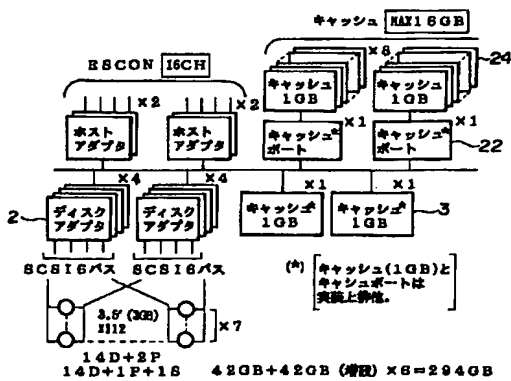 キャッシュ MAX16GB
ESCON 16CH
×8
24
キャッシュ
1GB
キャッシュ
1GB
×2
×2
×1
×1
ホスト
アダプタ
ホスト
アダプタ
キャッシュ*
ポート
キャッシュ*
ポート
22
×4
×4
×1
×1
2
ディスク
アダプタ
ディスク
アダプタ
キャッシュ*
1GB
キャッシュ*
1GB
3
SCSI6バス
SCSI6バス
(*)
キャッシュ(1GB)と
キャシュポートは
実装上排他。
3.5' (3GB)
X112
×7
14D+2P
14D+1P+1S
42GB+42GB (増設) ×6=294GB